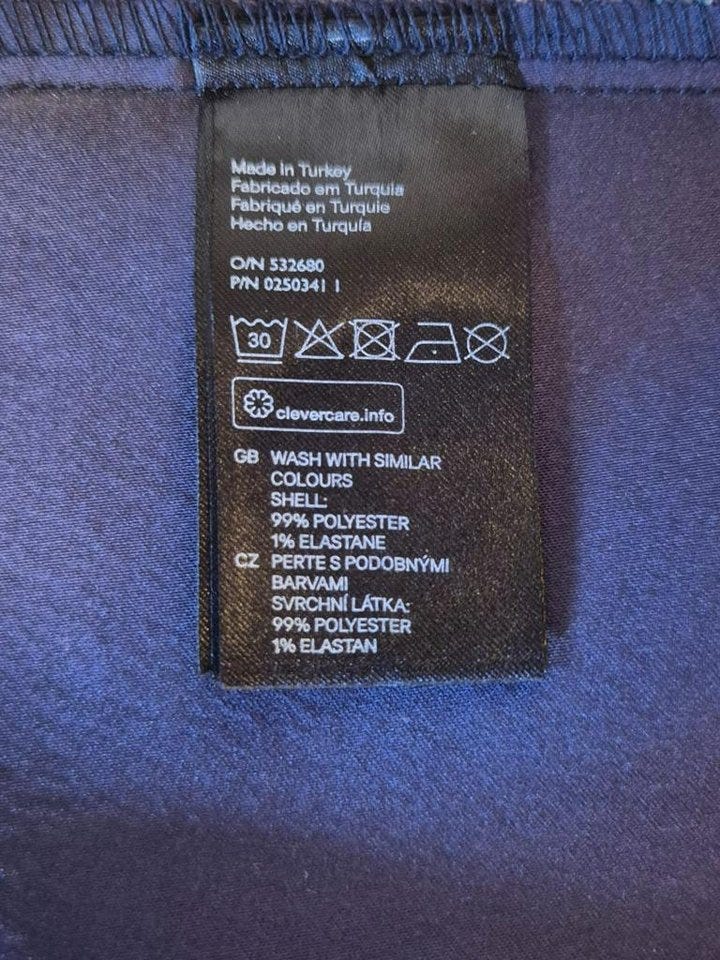 Made in Turkey
Fabricado em Turquia
Fabriqué en Turquie
Hecho en Turquía
O/N 532680
P/N 0250341 1
30
clevercare.info
GB WASH WITH SIMILAR
COLOURS
SHELL:
99% POLYESTER
1% ELASTANE
CZ PERTE S PODOBNÝMI
BARVAMI
SVRCHNÍ LÁTKA:
99% POLYESTER
1% ELASTAN